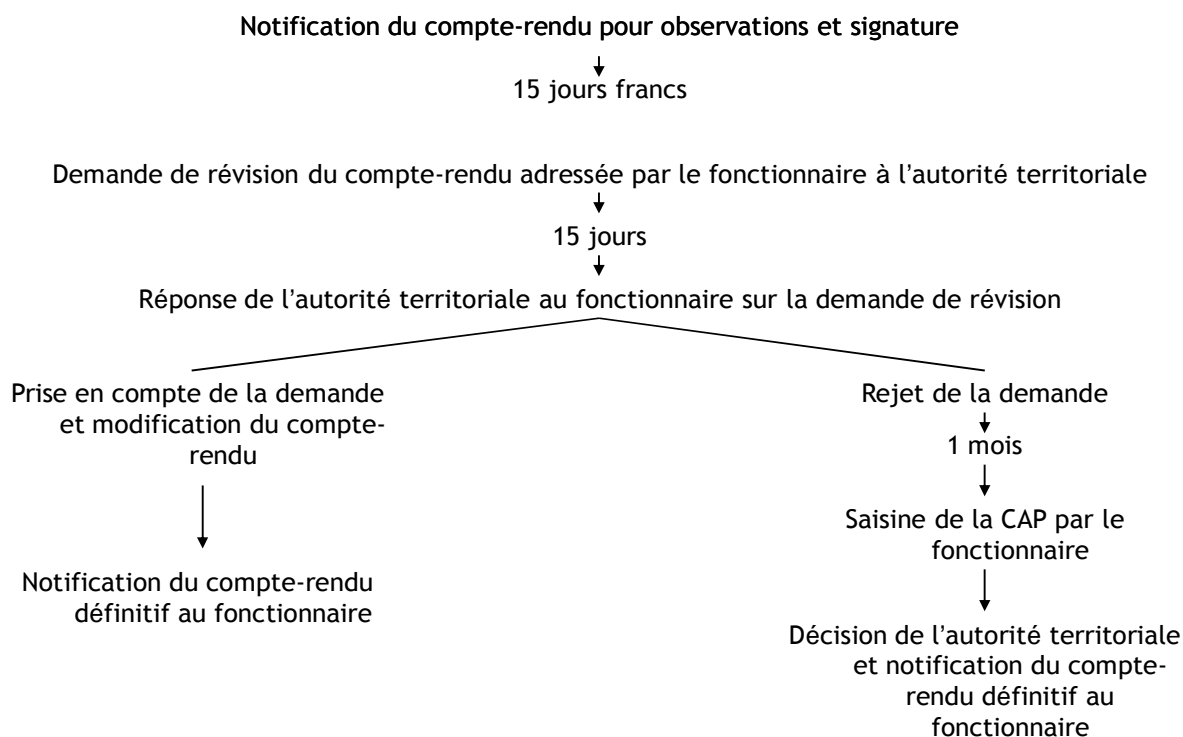 Notification du compte-rendu pour observations et signature
15 jours francs
Demande de révision du compte-rendu adressée par le fonctionnaire à l’autorité territoriale
15 jours
Réponse de l’autorité territoriale au fonctionnaire sur la demande de révision
Prise en compte de la demande
et modification du compte-
rendu
Notification du compte-rendu
définitif au fonctionnaire
Rejet de la demande
1 mois
Saisine de la CAP par le
fonctionnaire
Décision de l’autorité territoriale
et notification du compte-
rendu définitif au
fonctionnaire